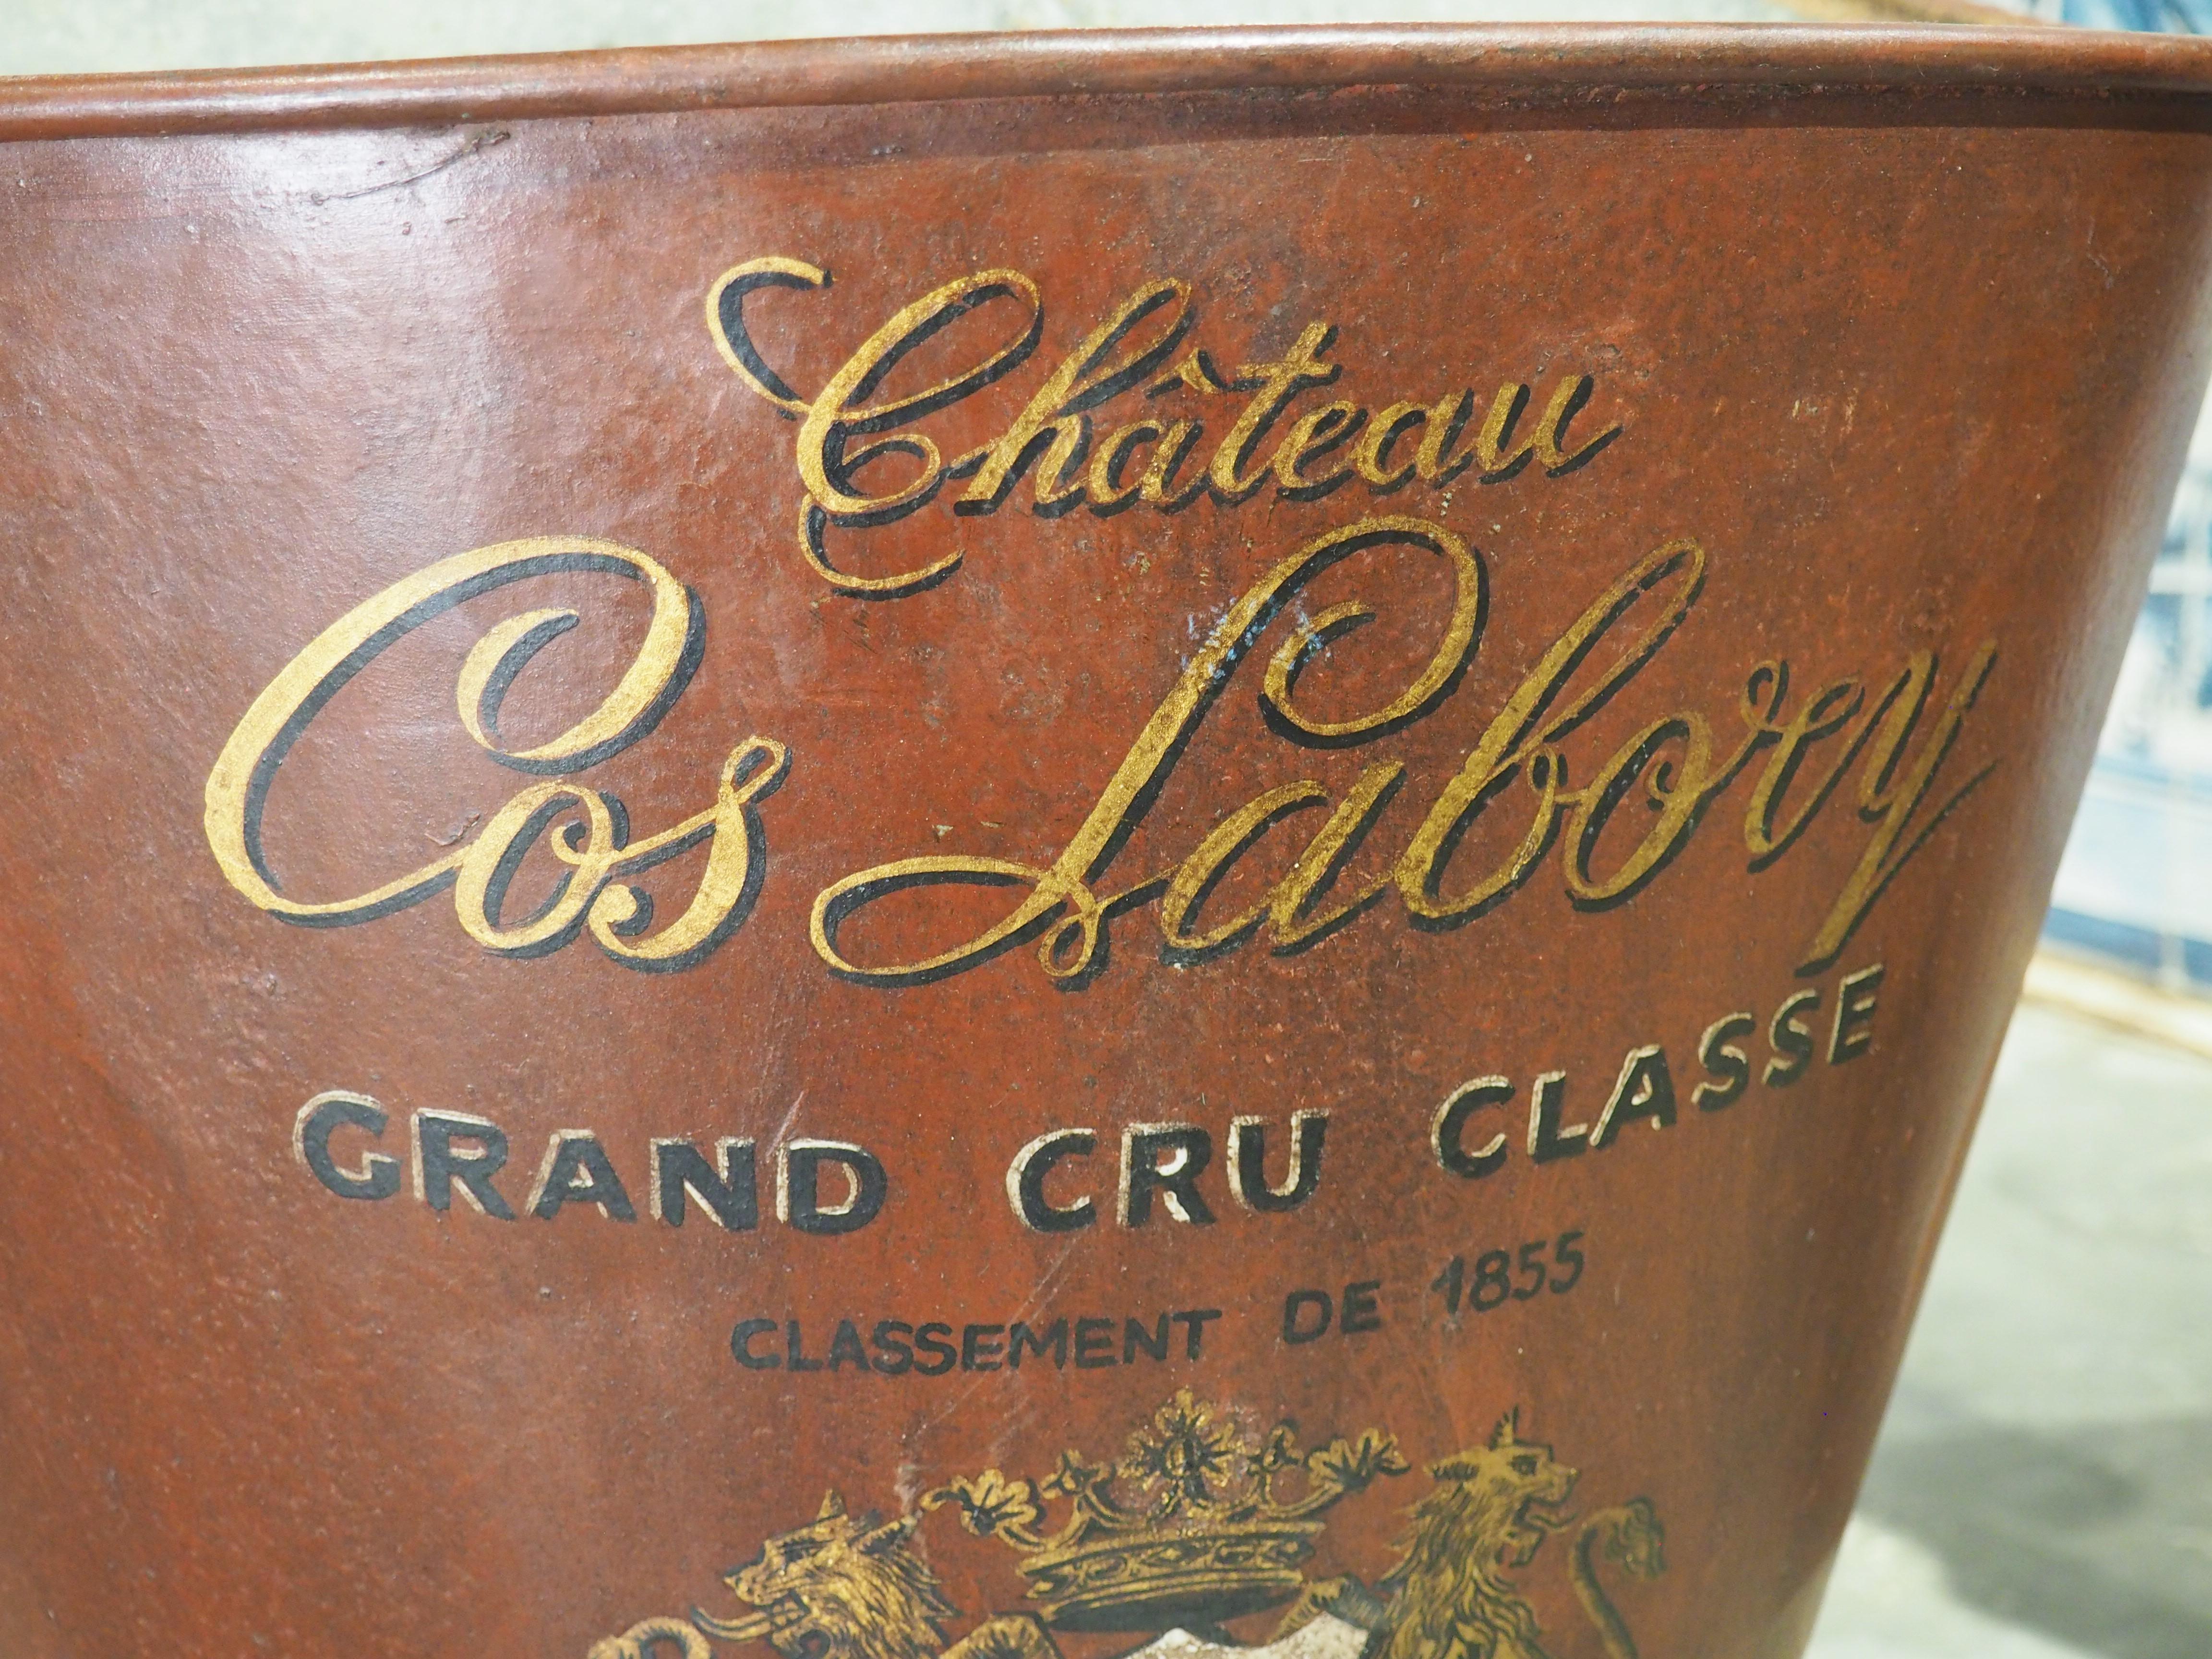 Château
Cos Labory
GRAND CRU CLASSE
CLASSEMENT DE 1855